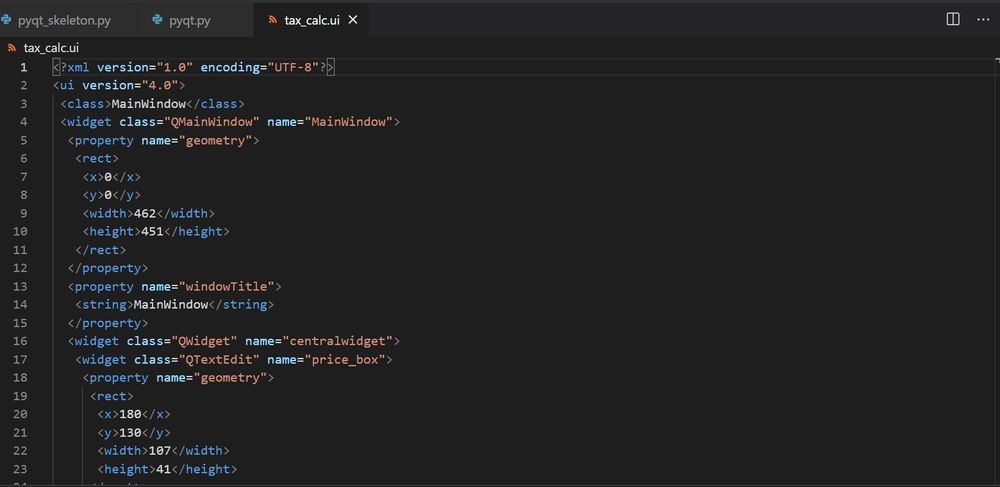 pyqt_skeleton.py pyqt.py tax_calc.ui
tax_calc.ui
1 <?xml version="1.0" encoding="UTF-8"?>
2 <ui version="4.0">
3 <class>MainWindow</class>
4 <widget class="QMainWindow" name="MainWindow">
5 <property name="geometry">
6 <rect>
7 <x>0</x>
8 <y>0</y>
9 <width>462</width>
10 <height>451</height>
11 </rect>
12 </property>
13 <property name="windowTitle">
14 <string>MainWindow</string>
15 </property>
16 <widget class="QWidget" name="centralwidget">
17 <widget class="QTextEdit" name="price_box">
18 <property name="geometry">
19 <rect>
20 <x>180</x>
21 <y>130</y>
22 <width>107</width>
23 <height>41</height>